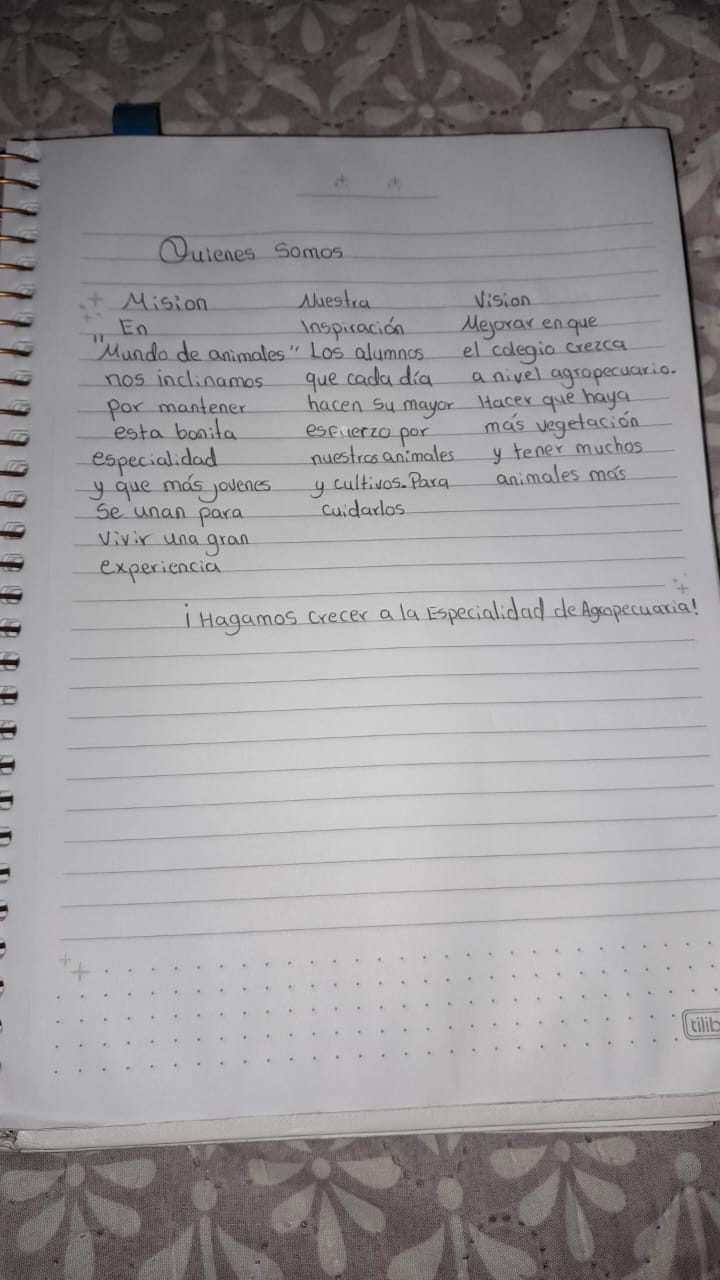 Quienes Somos
Mision
En
"Mundo de animales"
nos inclinamos
por mantener
esta bonita
especialidad
y que más jovenes
se unan para
vivir una gran
experiencia
Nuestra
Inspiración
Los alumnos
que cada día
hacen su mayor
esfuerzo por
nuestros animales
y cultivos. Para
cuidarlos
Vision
Mejorar en que
el colegio crezca
a nivel agropecuario.
Hacer que haya
más vegetación
y tener muchos
animales más
¡Hagamos crecer a la Especialidad de Agropecuaria!
tilib